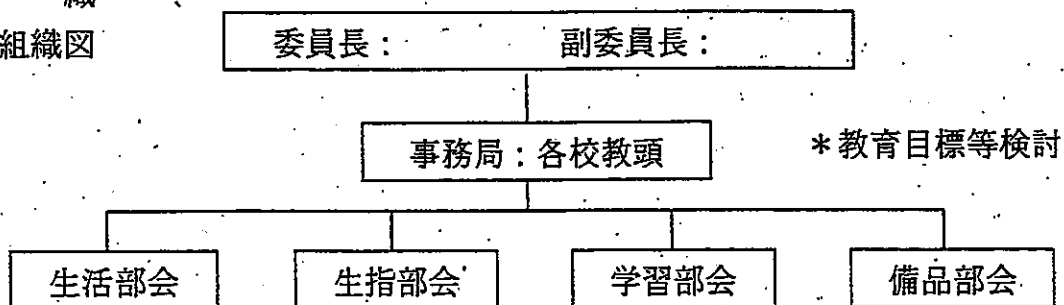 織
組織図
委員長： 副委員長：
事務局：各校教頭
＊教育目標等検討
生活部会 生指部会 学習部会 備品部会